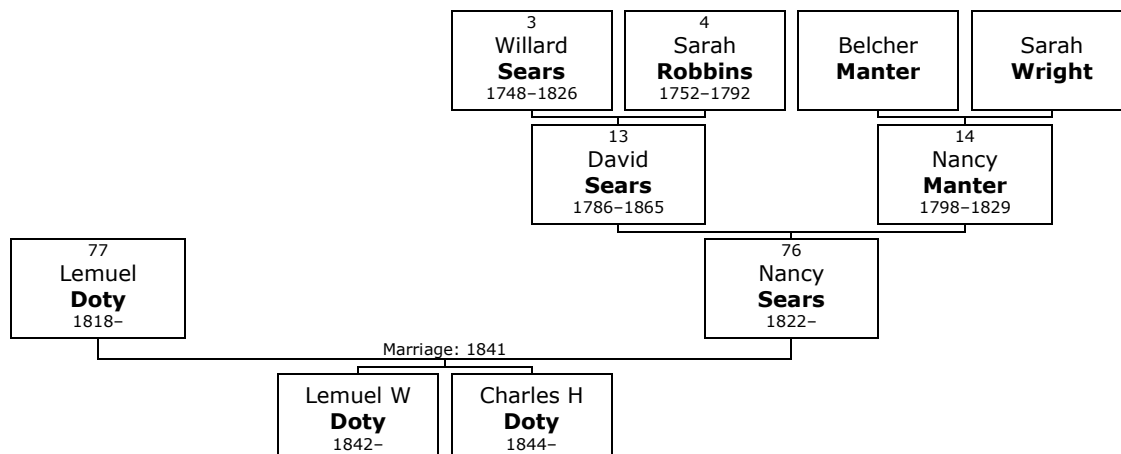 3
Willard
Sears
1748–1826
4
Sarah
Robbins
1752–1792
Belcher
Manter
Sarah
Wright
13
David
Sears
1786–1865
14
Nancy
Manter
1798–1829
77
Lemuel
Doty
1818–
76
Nancy
Sears
1822–
Marriage: 1841
Lemuel W
Doty
1842–
Charles H
Doty
1844–